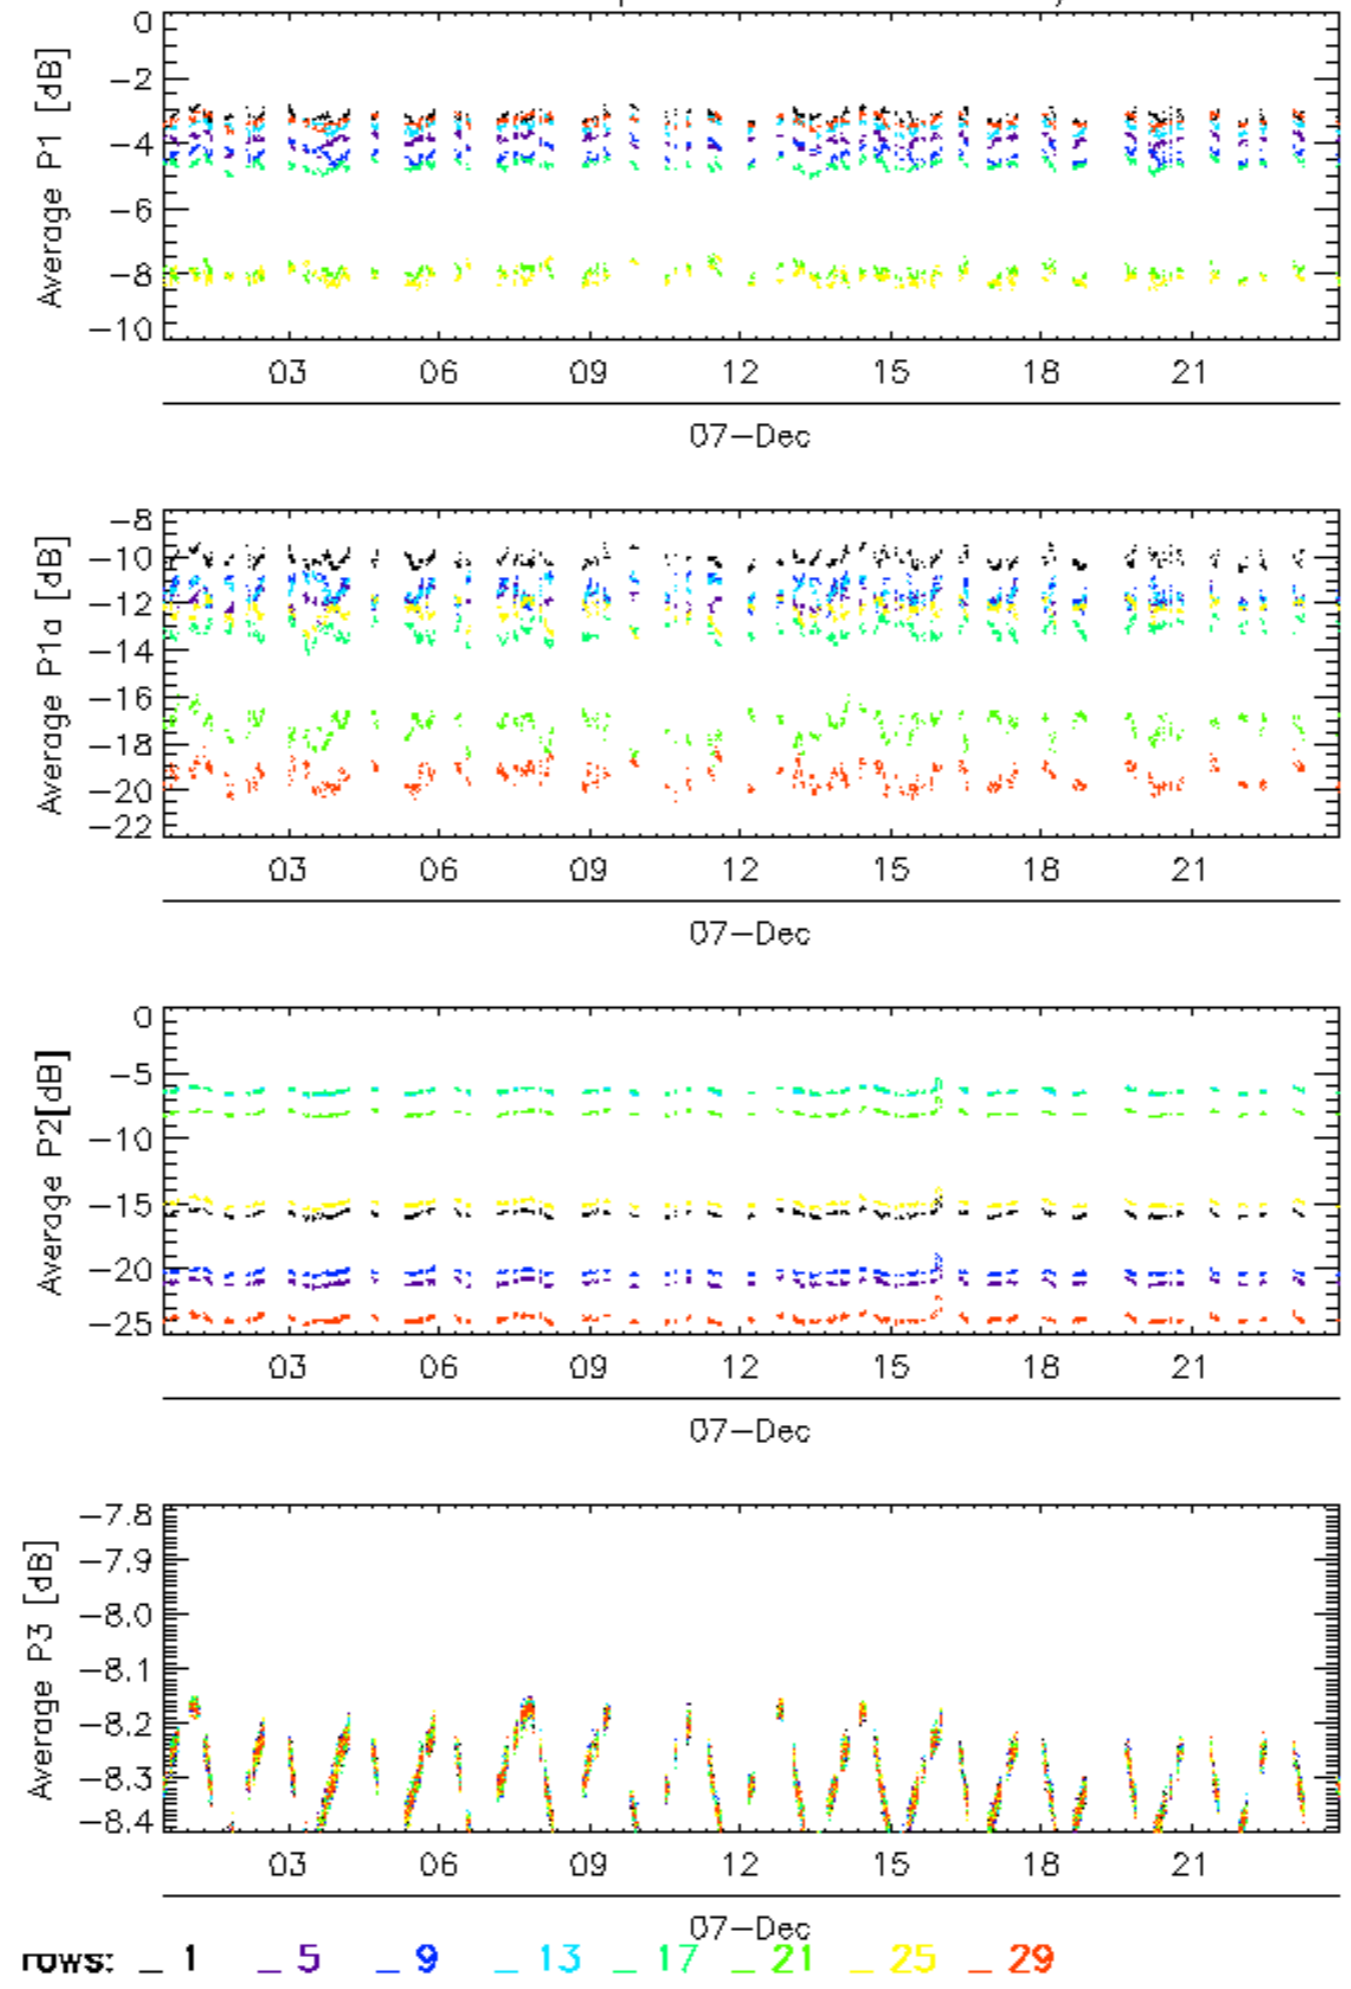 0
−2
−4
−6
−8
−10
Average P1 [dB]
03 06 09 12 15 18 21
07−Dec
−8
−10
−12
−14
−16
−18
−20
−22
Average P1a [dB]
03 06 09 12 15 18 21
07−Dec
0
−5
−10
−15
−20
−25
Average P2[dB]
03 06 09 12 15 18 21
07−Dec
−7.8
−7.9
−8.0
−8.1
−8.2
−8.3
−8.4
Average P3 [dB]
03 06 09 12 15 18 21
07−Dec
rows: _ 1 _ 5 _ 9 _ 13 _ 17 _ 21 _ 25 _ 29